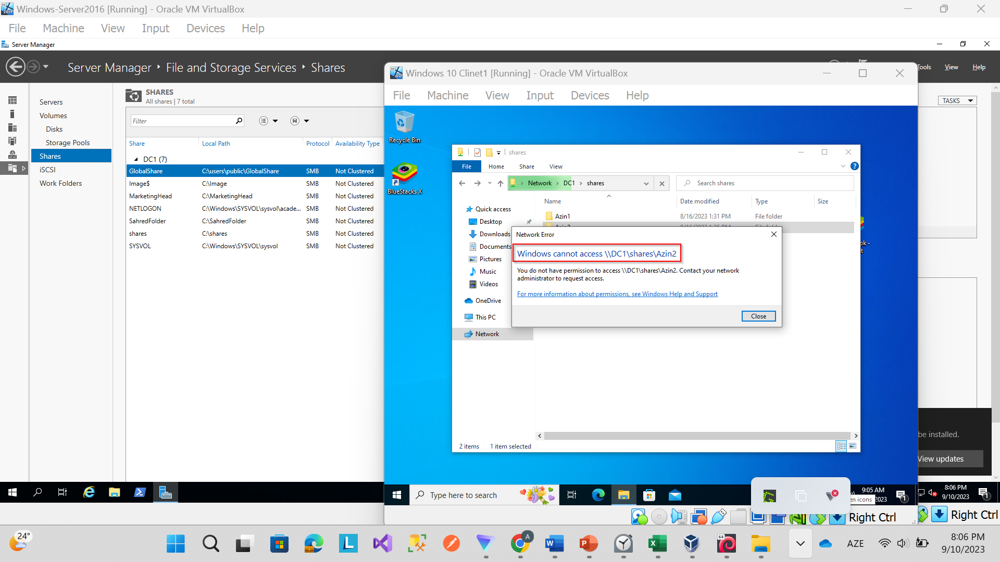 Windows-Server2016 [Running] - Oracle VM VirtualBox
File Machine View Input Devices Help
Server Manager
Server Manager File and Storage Services Shares
Tools View Help
Servers
Volumes
Disks
Storage Pools
Shares
iSCSI
Work Folders
SHARES
All shares | 7 total
TASKS
Filter
Share Local Path Protocol Availability Type
DC1 (7)
GlobalShare C:\users\public\GlobalShare SMB Not Clustered
Image$ C:\Image SMB Not Clustered
MarketingHead C:\MarketingHead SMB Not Clustered
NETLOGON C:\Windows\SYSVOL\sysvol\acade... SMB Not Clustered
SahredFolder C:\SahredFolder SMB Not Clustered
shares C:\shares SMB Not Clustered
SYSVOL C:\Windows\SYSVOL\sysvol SMB Not Clustered
Windows 10 Clinet1 [Running] - Oracle VM VirtualBox
File Machine View Input Devices Help
Recycle Bin
BlueStacks X
shares
File Home Share View
Network DC1 shares
Search shares
Name Date modified Type Size
Azin1 8/16/2023 1:31 PM File folder
Quick access
Desktop
Downloads
Documents
Pictures
Music
Videos
OneDrive
This PC
Network
Network Error
Windows cannot access \\DC1\shares\Azin2
You do not have permission to access \\DC1\shares\Azin2. Contact your network
administrator to request access.
For more information about permissions, see Windows Help and Support
Close
2 items 1 item selected
be installed.
View updates
Type here to search
9:05 AM
2023
1
en icons
8:06 PM
9/10/2023
1
Right Ctrl
Right Ctrl
24°
AZE
8:06 PM
9/10/2023